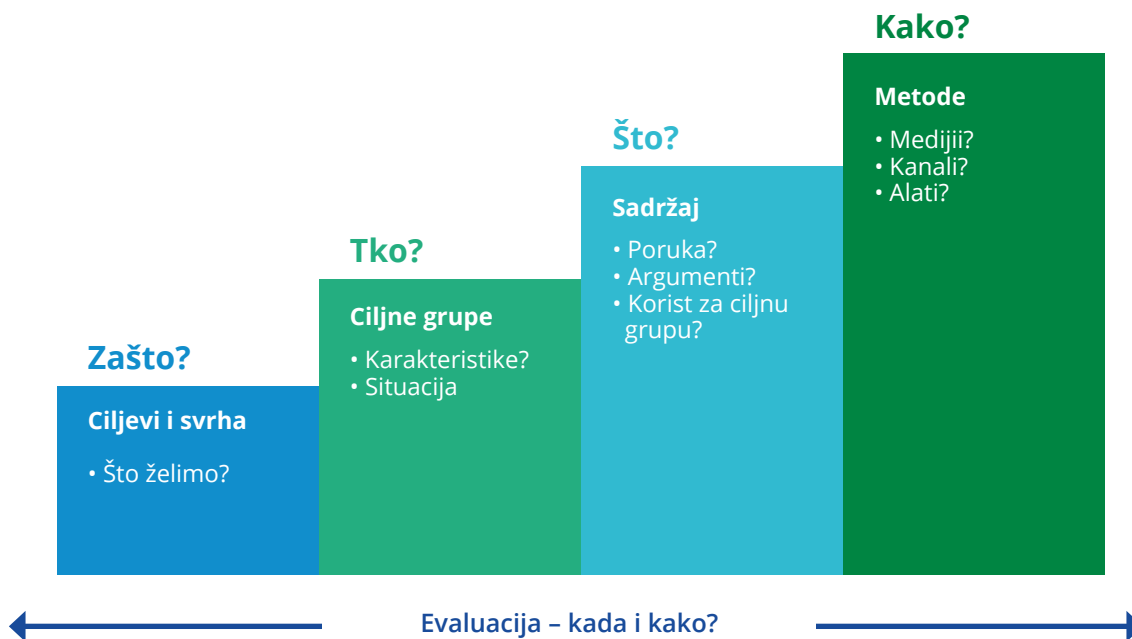 Zašto?
Ciljevi i svrha
• Što želimo?
Tko?
Ciljne grupe
• Karakteristike?
• Situacija
Što?
Sadržaj
• Poruka?
• Argumenti?
• Korist za ciljnu
grupu?
Kako?
Metode
• Medijii?
• Kanali?
• Alati?
Evaluacija – kada i kako?